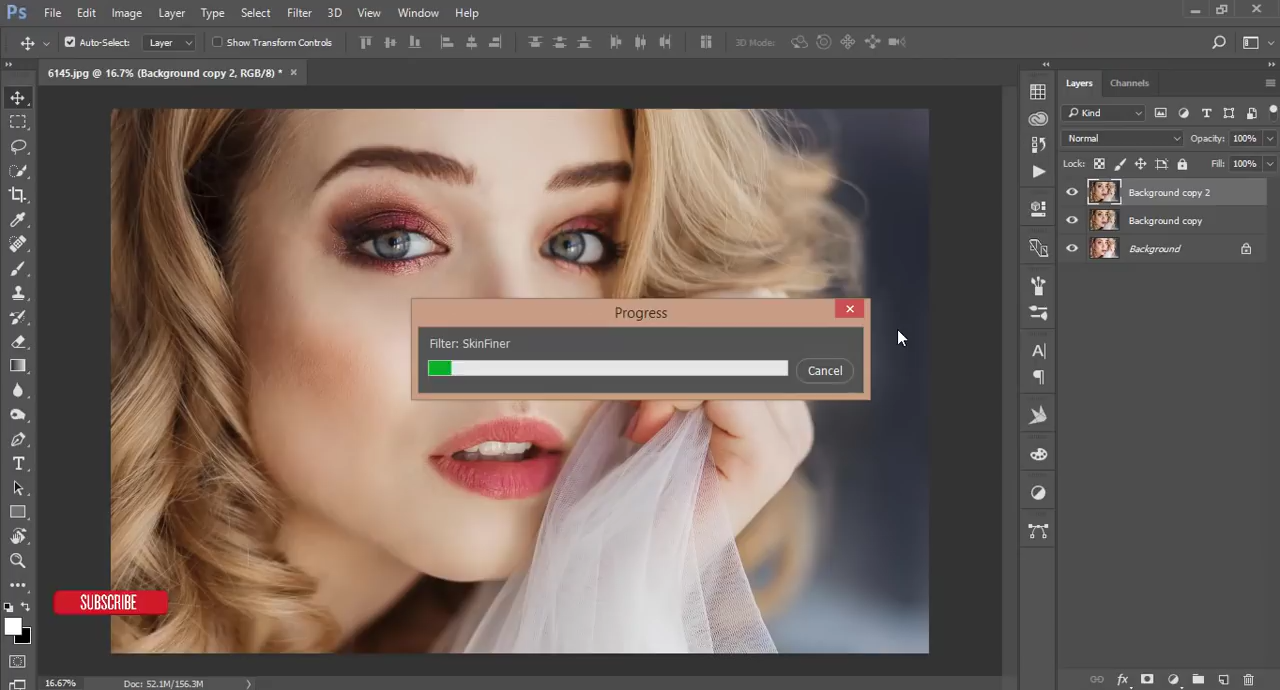 Ps File Edit Image Layer Type Select Filter 3D View Window Help
Auto-Select: Layer Show Transform Controls 3D Mode:
6145.jpg @ 16.7% (Background copy 2, RGB/8) * ×
Layers Channels
Kind
Normal Opacity: 100%
Lock: Fill: 100%
Background copy 2
Background copy
Background
Progress
Filter: SkinFiner
Cancel
SUBSCRIBE
16.67% Doc: 52.1M/156.3M